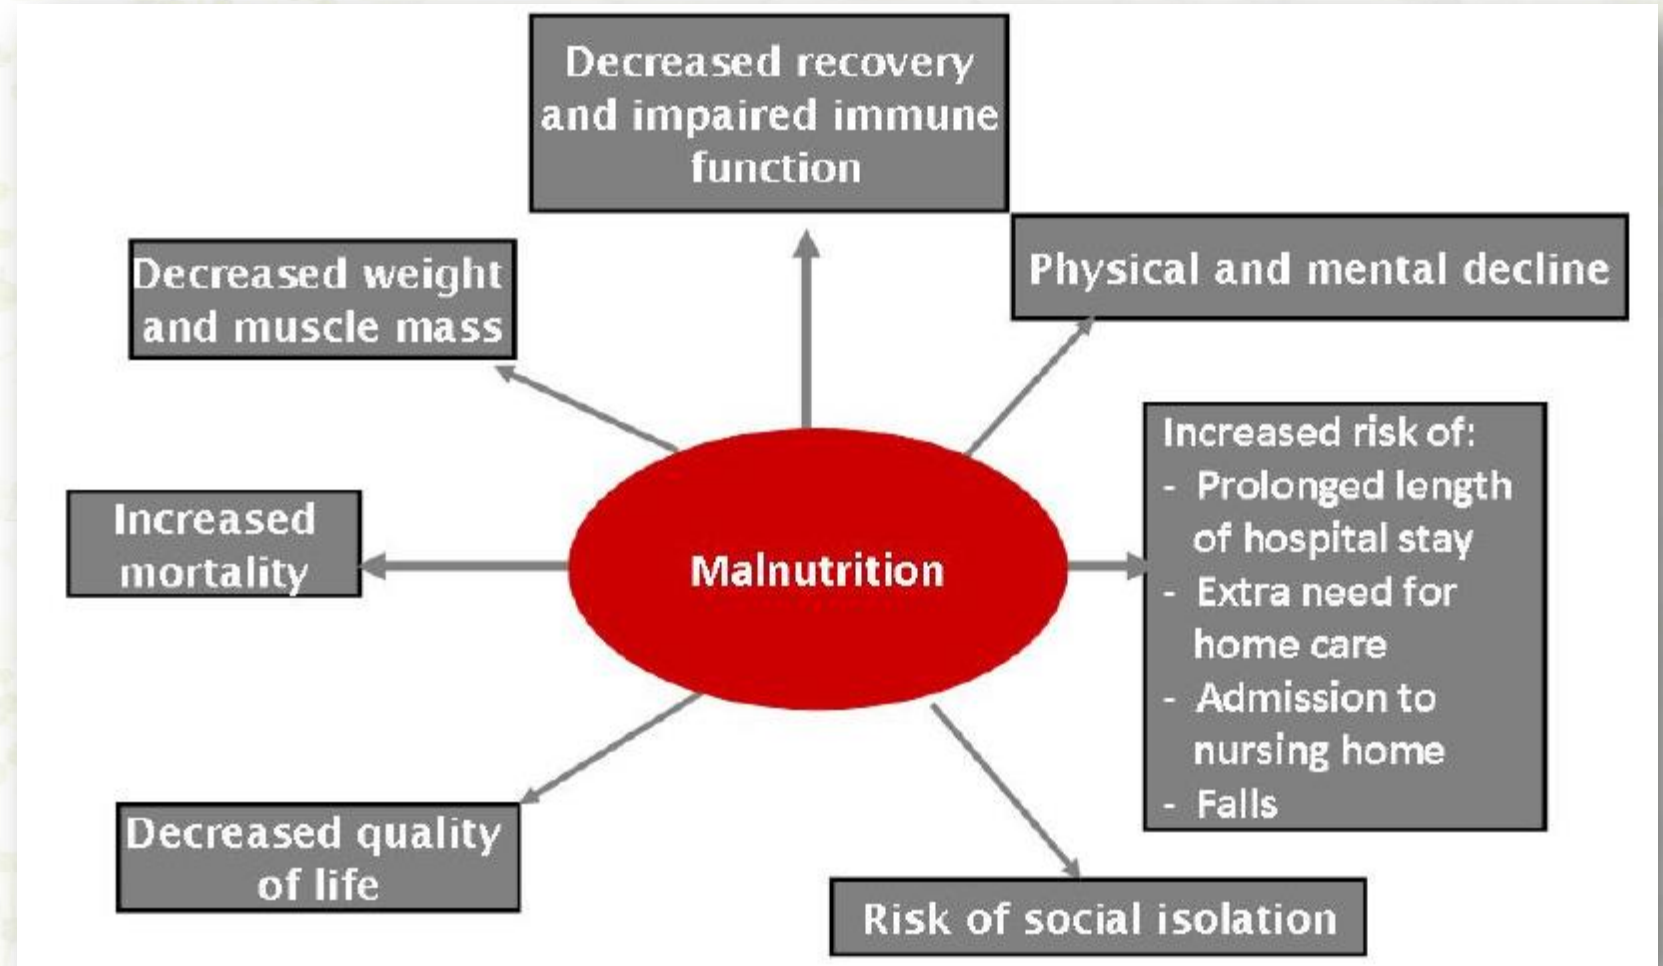 Decreased recovery
and impaired immune
function
Physical and mental decline
Decreased weight
and muscle mass
Increased risk of:
- Prolonged length
of hospital stay
- Extra need for
home care
- Admission to
nursing home
- Falls
Increased
mortality
Malnutrition
Decreased quality
of life
Risk of social isolation